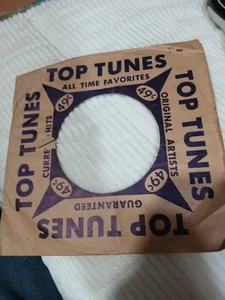 TOP TUNES
ALL TIME FAVORITES
49¢
49¢
TOP TUNES
ORIGINAL ARTISTS
TOP TUNES
HITS
49¢
49¢
GUARANTEED
TOP TUNES